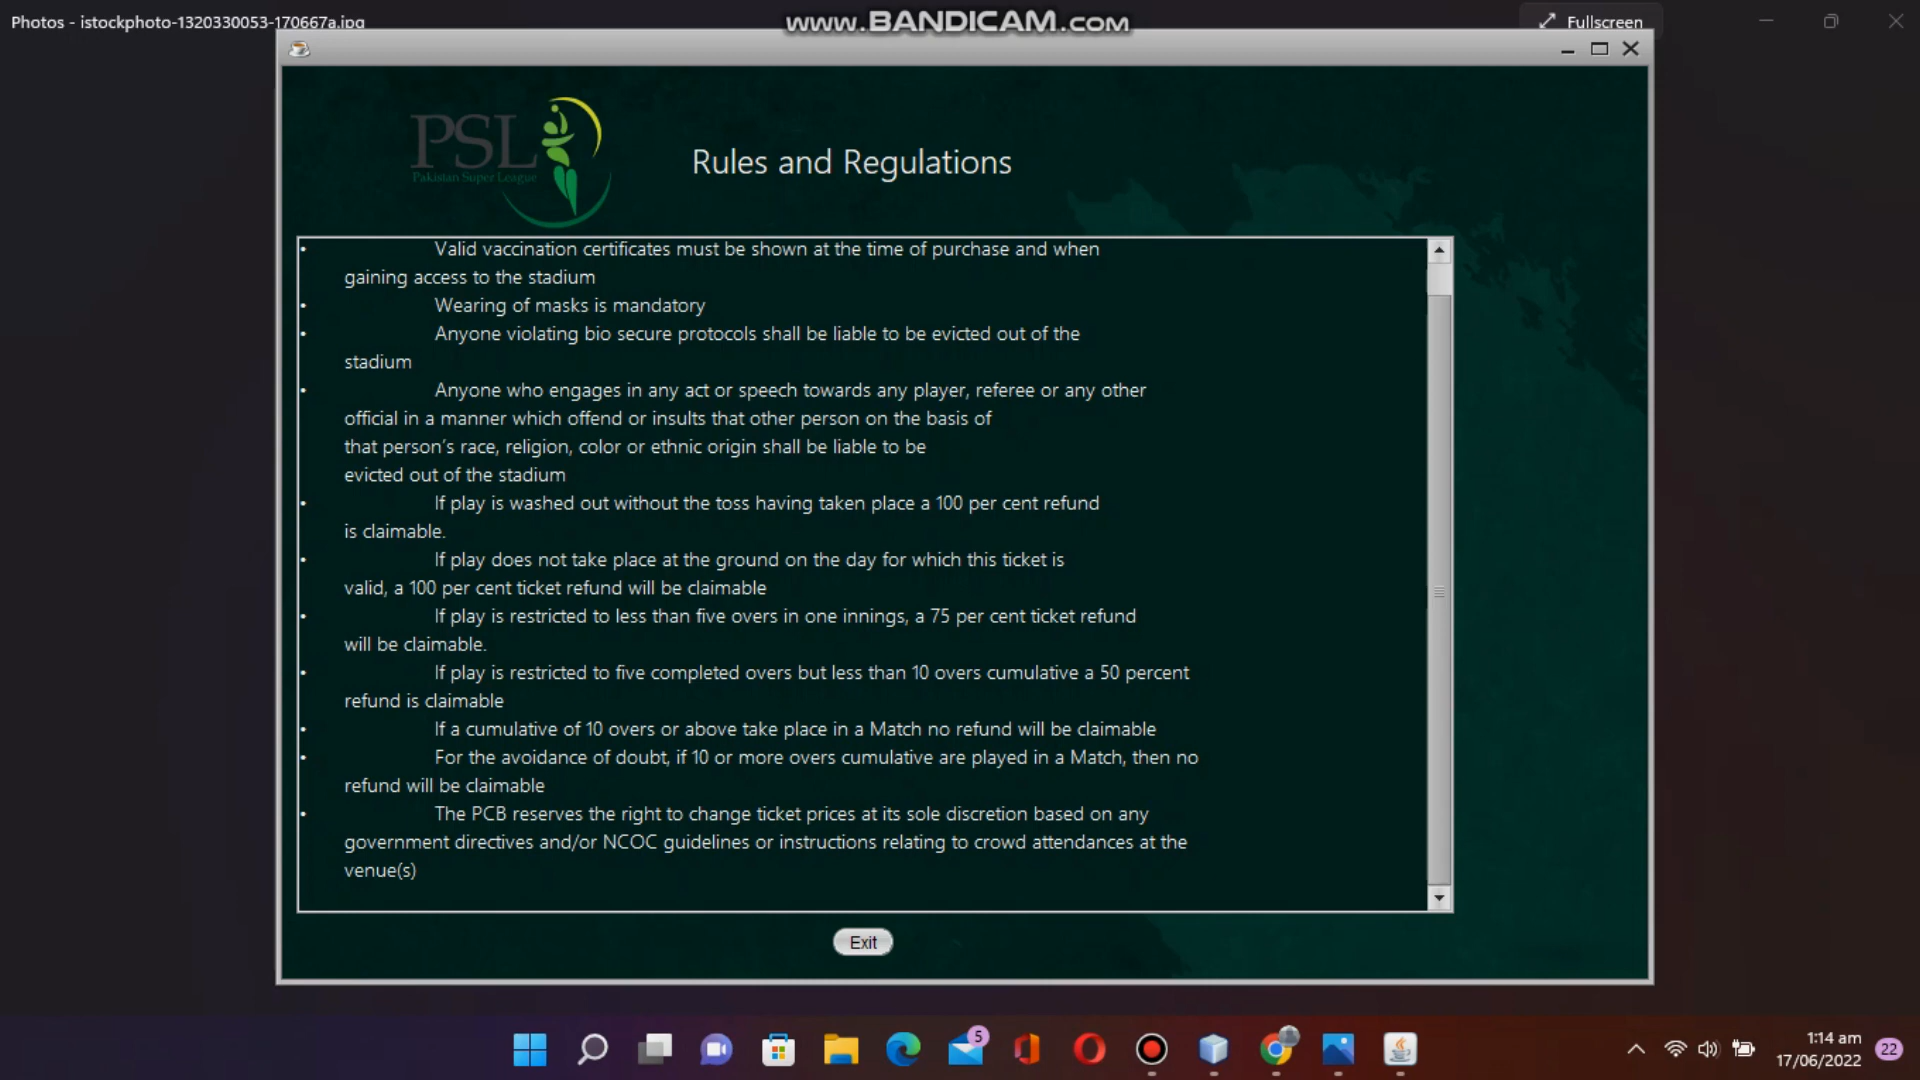 Photos - istockphoto-1320330053-170667a.jpg
www.BANDICAM.com
Fullscreen
PSL
Pakistan Super League
Rules and Regulations
• Valid vaccination certificates must be shown at the time of purchase and when
gaining access to the stadium
• Wearing of masks is mandatory
• Anyone violating bio secure protocols shall be liable to be evicted out of the
stadium
• Anyone who engages in any act or speech towards any player, referee or any other
official in a manner which offend or insults that other person on the basis of
that person's race, religion, color or ethnic origin shall be liable to be
evicted out of the stadium
• If play is washed out without the toss having taken place a 100 per cent refund
is claimable.
• If play does not take place at the ground on the day for which this ticket is
valid, a 100 per cent ticket refund will be claimable
• If play is restricted to less than five overs in one innings, a 75 per cent ticket refund
will be claimable.
• If play is restricted to five completed overs but less than 10 overs cumulative a 50 percent
refund is claimable
• If a cumulative of 10 overs or above take place in a Match no refund will be claimable
• For the avoidance of doubt, if 10 or more overs cumulative are played in a Match, then no
refund will be claimable
• The PCB reserves the right to change ticket prices at its sole discretion based on any
government directives and/or NCOC guidelines or instructions relating to crowd attendances at the
venue(s)
Exit
5
1:14 am
17/06/2022
22